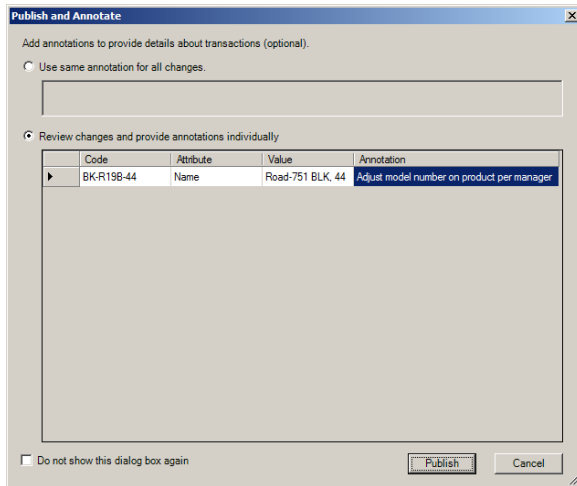 Publish and Annotate
Add annotations to provide details about transactions (optional).
Use same annotation for all changes.
Review changes and provide annotations individually
Code Attribute Value Annotation
BK-R19B-44 Name Road-751 BLK, 44 Adjust model number on product per manager
Do not show this dialog box again
Publish Cancel